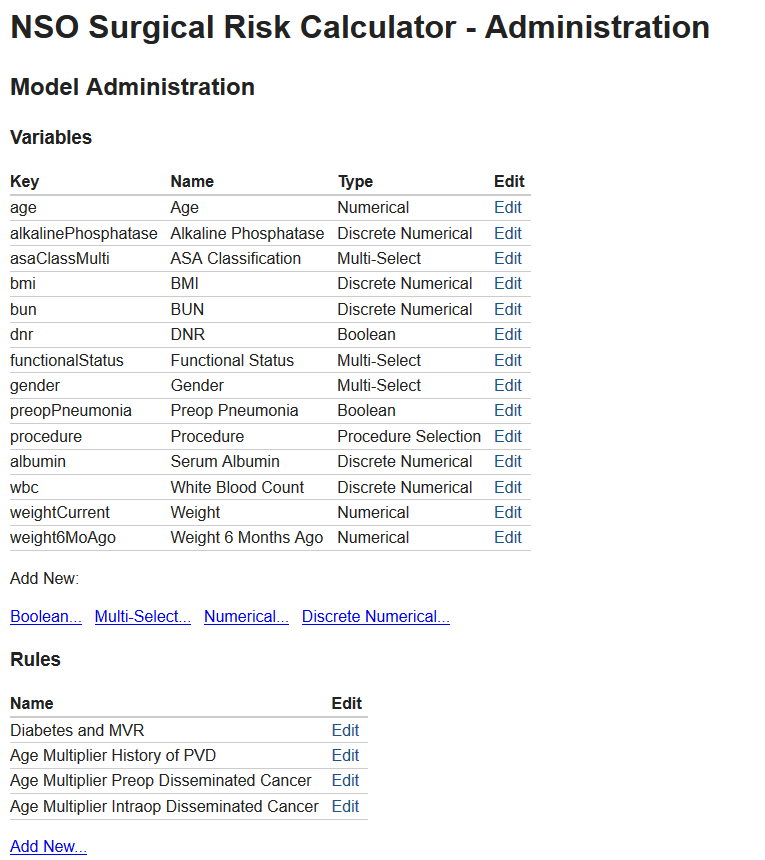 NSO Surgical Risk Calculator - Administration
Model Administration
Variables
Key Name Type Edit
age Age Numerical Edit
alkalinePhosphatase Alkaline Phosphatase Discrete Numerical Edit
asaClassMulti ASA Classification Multi-Select Edit
bmi BMI Discrete Numerical Edit
bun BUN Discrete Numerical Edit
dnr DNR Boolean Edit
functionalStatus Functional Status Multi-Select Edit
gender Gender Multi-Select Edit
preopPneumonia Preop Pneumonia Boolean Edit
procedure Procedure Procedure Selection Edit
albumin Serum Albumin Discrete Numerical Edit
wbc White Blood Count Discrete Numerical Edit
weightCurrent Weight Numerical Edit
weight6MoAgo Weight 6 Months Ago Numerical Edit
Add New:
Boolean... Multi-Select... Numerical... Discrete Numerical...
Rules
Name Edit
Diabetes and MVR Edit
Age Multiplier History of PVD Edit
Age Multiplier Preop Disseminated Cancer Edit
Age Multiplier Intraop Disseminated Cancer Edit
Add New...